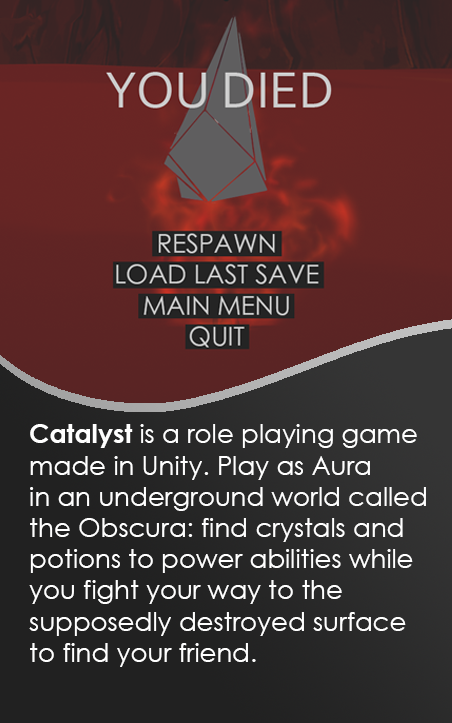 YOU DIED
RESPAWN
LOAD LAST SAVE
MAIN MENU
QUIT
Catalyst is a role playing game
made in Unity. Play as Aura
in an underground world called
the Obscura: find crystals and
potions to power abilities while
you fight your way to the
supposedly destroyed surface
to find your friend.